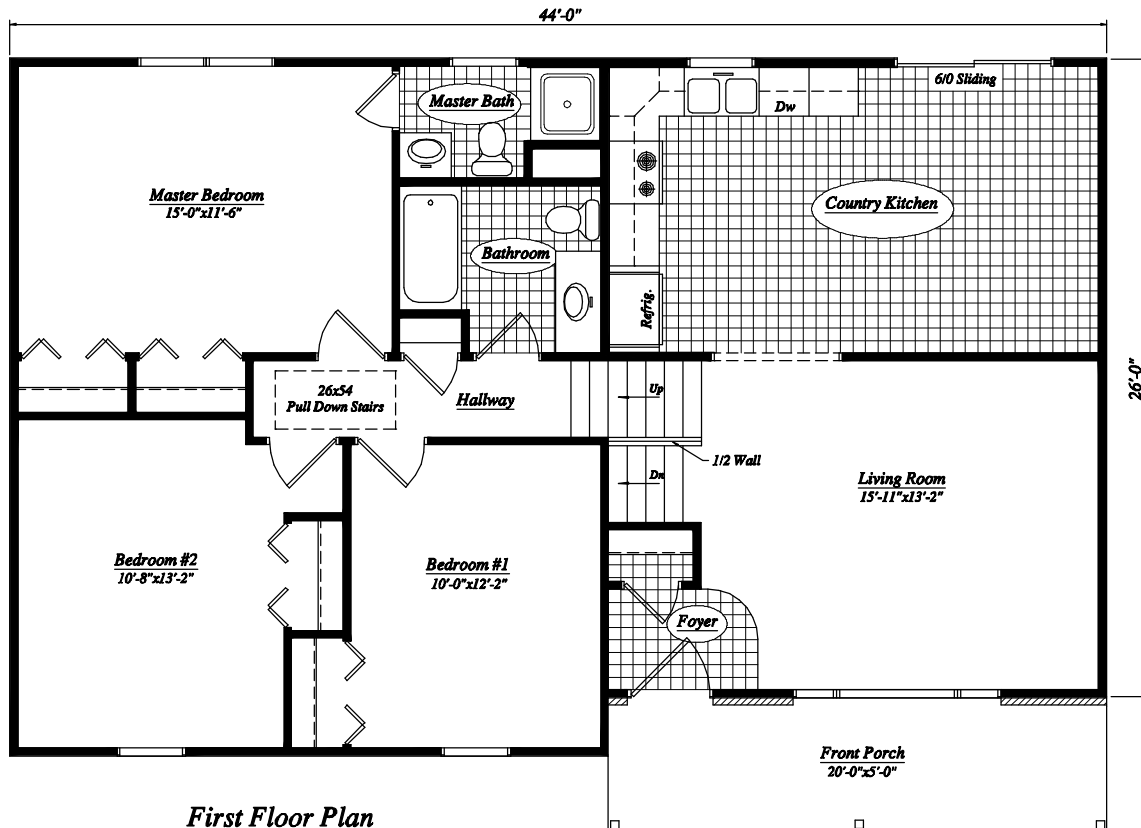 44'-0"
6/0 Sliding
Master Bath
Dw
Master Bedroom
15'-0"x11'-6"
Country Kitchen
Bathroom
Refrig.
26'-0"
26x54
Pull Down Stairs
Hallway
Up
1/2 Wall
Dn
Living Room
15'-11"x13'-2"
Bedroom #2
10'-8"x13'-2"
Bedroom #1
10'-0"x12'-2"
Foyer
Front Porch
20'-0"x5'-0"
First Floor Plan